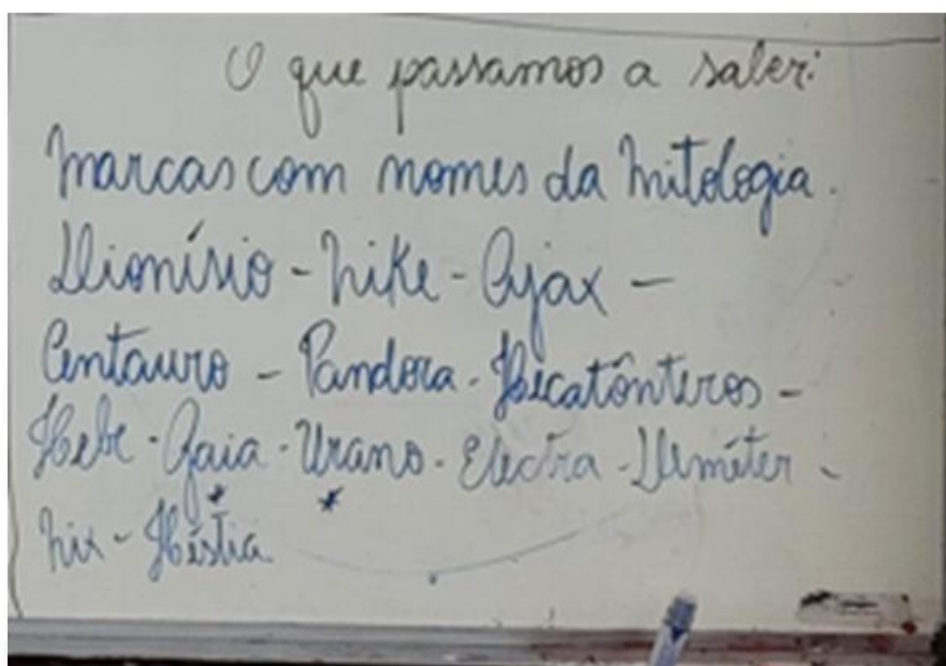 O que passamos a saber:
Marcas com nomes da Mitologia.
Dionísio - Nike - Ajax -
Centauro - Pandora - Hecatônteros -
Hebe - Gaia - Urano - Electra - Deméter -
* *
Nix - Héstia